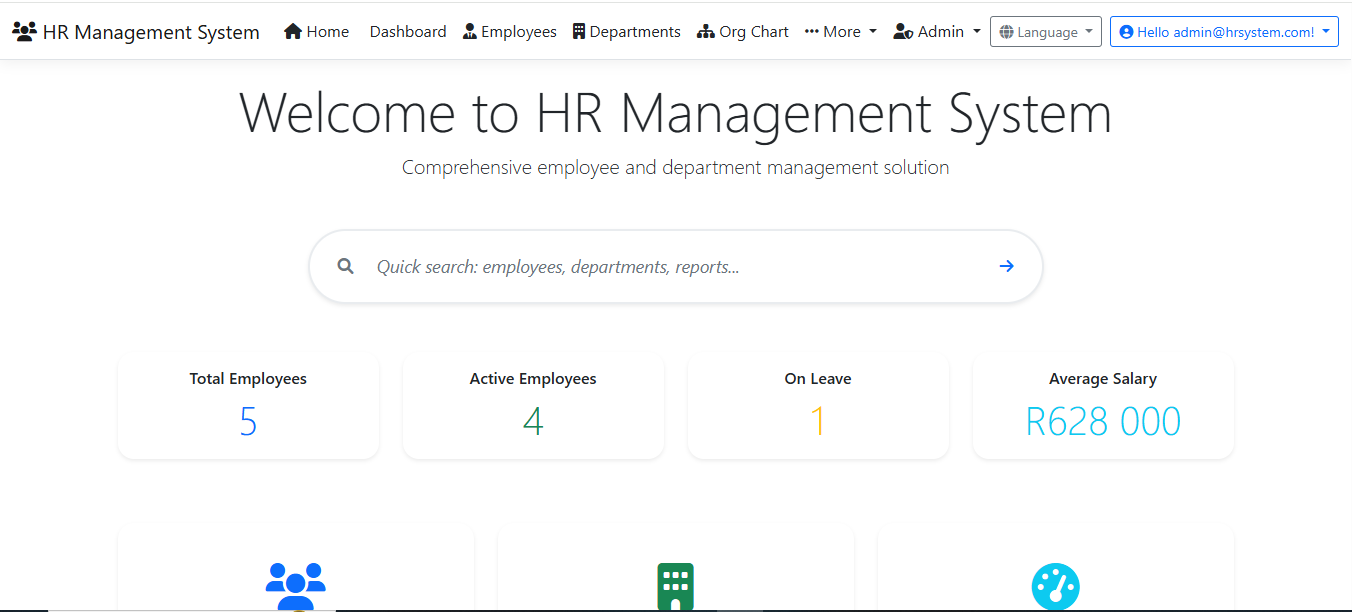 HR Management System Home Dashboard Employees Departments Org Chart More Admin Language Hello admin@hrsystem.com!
Welcome to HR Management System
Comprehensive employee and department management solution
Quick search: employees, departments, reports...
Total Employees Active Employees On Leave Average Salary
5 4 1 R628 000